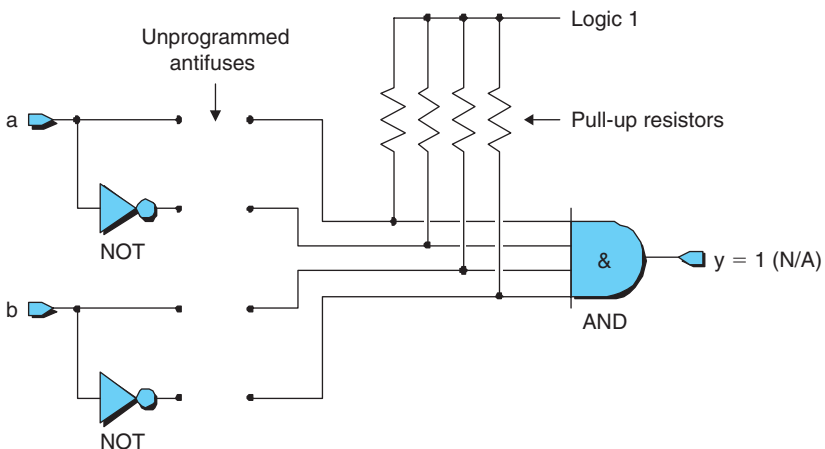 Logic 1
Unprogrammed
antifuses
a
Pull-up resistors
NOT
&
y = 1 (N/A)
b
AND
NOT